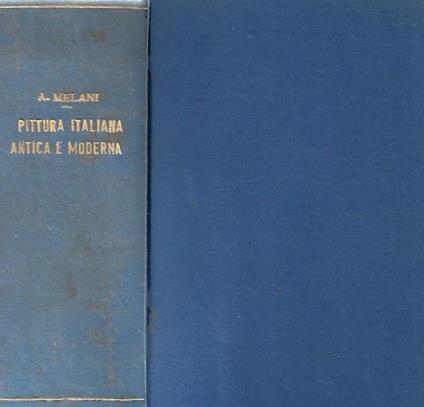 A. MELANI
PITTURA ITALIANA
ANTICA E MODERNA